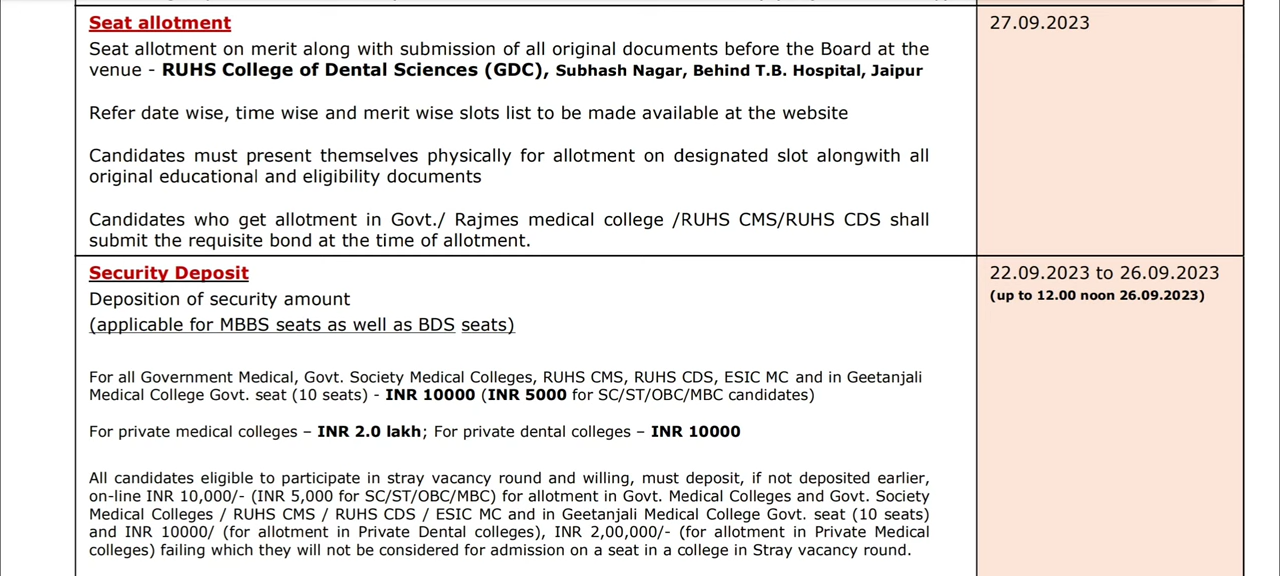 Seat allotment
27.09.2023
Seat allotment on merit along with submission of all original documents before the Board at the
venue - RUHS College of Dental Sciences (GDC), Subhash Nagar, Behind T.B. Hospital, Jaipur
Refer date wise, time wise and merit wise slots list to be made available at the website
Candidates must present themselves physically for allotment on designated slot alongwith all
original educational and eligibility documents
Candidates who get allotment in Govt./ Rajmes medical college /RUHS CMS/RUHS CDS shall
submit the requisite bond at the time of allotment.
Security Deposit
22.09.2023 to 26.09.2023
(up to 12.00 noon 26.09.2023)
Deposition of security amount
(applicable for MBBS seats as well as BDS seats)
For all Government Medical, Govt. Society Medical Colleges, RUHS CMS, RUHS CDS, ESIC MC and in Geetanjali
Medical College Govt. seat (10 seats) - INR 10000 (INR 5000 for SC/ST/OBC/MBC candidates)
For private medical colleges – INR 2.0 lakh; For private dental colleges – INR 10000
All candidates eligible to participate in stray vacancy round and willing, must deposit, if not deposited earlier,
on-line INR 10,000/- (INR 5,000 for SC/ST/OBC/MBC) for allotment in Govt. Medical Colleges and Govt. Society
Medical Colleges / RUHS CMS / RUHS CDS / ESIC MC and in Geetanjali Medical College Govt. seat (10 seats)
and INR 10000/ (for allotment in Private Dental colleges), INR 2,00,000/- (for allotment in Private Medical
colleges) failing which they will not be considered for admission on a seat in a college in Stray vacancy round.